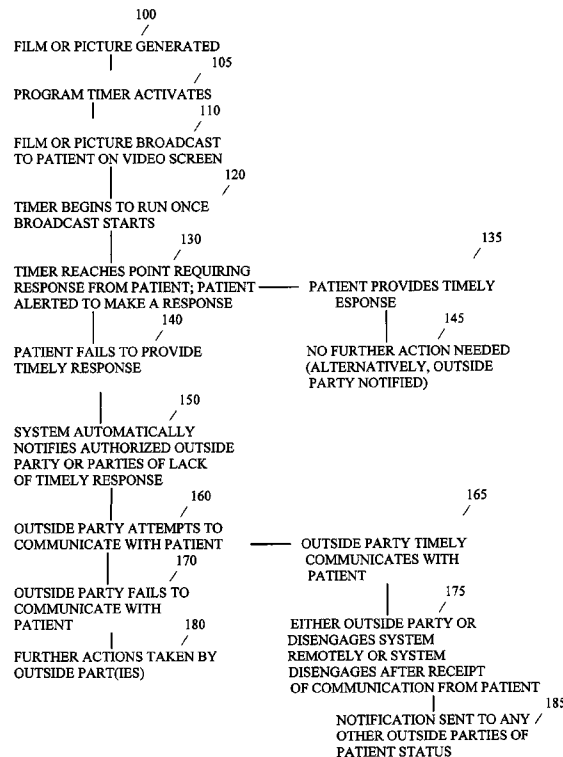 100
FILM OR PICTURE GENERATED
105
PROGRAM TIMER ACTIVATES
110
FILM OR PICTURE BROADCAST
TO PATIENT ON VIDEO SCREEN
120
TIMER BEGINS TO RUN ONCE
BROADCAST STARTS
130
TIMER REACHES POINT REQUIRING
RESPONSE FROM PATIENT; PATIENT
ALERTED TO MAKE A RESPONSE
135
PATIENT PROVIDES TIMELY
ESPONSE
140
PATIENT FAILS TO PROVIDE
TIMELY RESPONSE
145
NO FURTHER ACTION NEEDED
(ALTERNATIVELY, OUTSIDE
PARTY NOTIFIED)
150
SYSTEM AUTOMATICALLY
NOTIFIES AUTHORIZED OUTSIDE
PARTY OR PARTIES OF LACK
OF TIMELY RESPONSE
160
OUTSIDE PARTY ATTEMPTS TO
COMMUNICATE WITH PATIENT
165
OUTSIDE PARTY TIMELY
COMMUNICATES WITH
PATIENT
170
OUTSIDE PARTY FAILS TO
COMMUNICATE WITH
PATIENT
175
EITHER OUTSIDE PARTY OR
DISENGAGES SYSTEM
REMOTELY OR SYSTEM
DISENGAGES AFTER RECEIPT
OF COMMUNICATION FROM PATIENT
180
FURTHER ACTIONS TAKEN BY
OUTSIDE PART(IES)
185
NOTIFICATION SENT TO ANY
OTHER OUTSIDE PARTIES OF
PATIENT STATUS